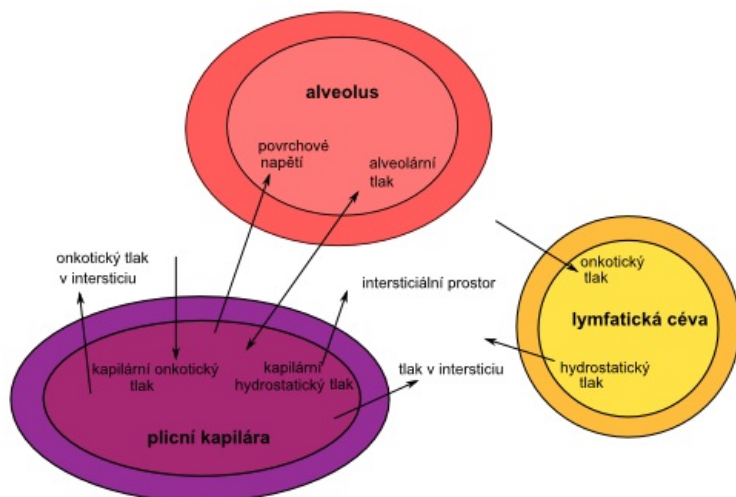 alveolus
povrchové
napětí
alveolární
tlak
onkotický tlak
v intersticiu
intersticiální prostor
onkotický
tlak
lymfatická céva
hydrostatický
tlak
kapilární onkotický
tlak
kapilární
hydrostatický tlak
tlak v intersticiu
plicní kapilára